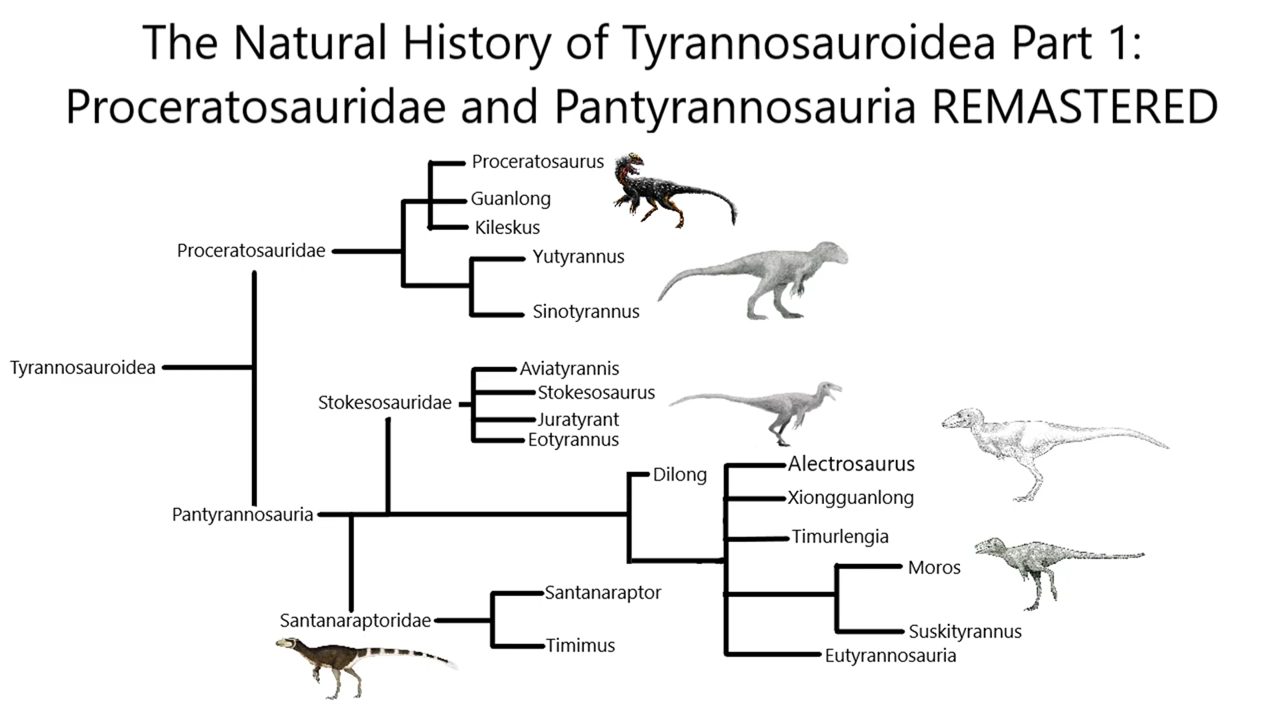 The Natural History of Tyrannosauroidea Part 1:
Proceratosauridae and Pantyrannosauria REMASTERED
Proceratosaurus
Guanlong
Kileskus
Proceratosauridae
Yutyrannus
Sinotyrannus
Tyrannosauroidea
Aviatyrannis
Stokesosaurus
Stokesosauridae
Juratyrant
Eotyrannus
Dilong
Alectrosaurus
Xiongguanlong
Pantyrannosauria
Timurlengia
Moros
Santanaraptor
Santanaraptoridae
Suskityrannus
Timimus
Eutyrannosauria